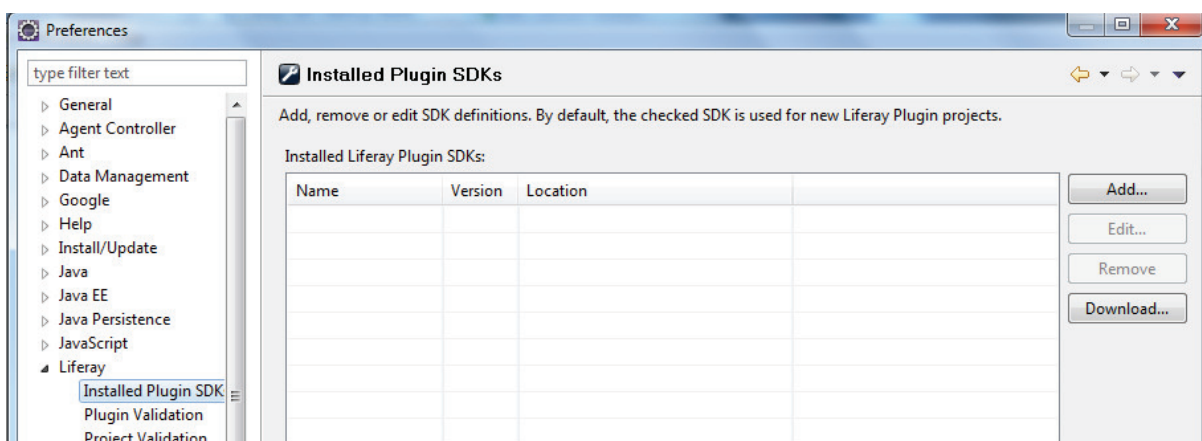 Preferences
type filter text
General
Agent Controller
Ant
Data Management
Google
Help
Install/Update
Java
Java EE
Java Persistence
JavaScript
Liferay
Installed Plugin SDK
Plugin Validation
Project Validation
Installed Plugin SDKs
Add, remove or edit SDK definitions. By default, the checked SDK is used for new Liferay Plugin projects.
Installed Liferay Plugin SDKs:
Name Version Location
Add...
Edit...
Remove
Download...